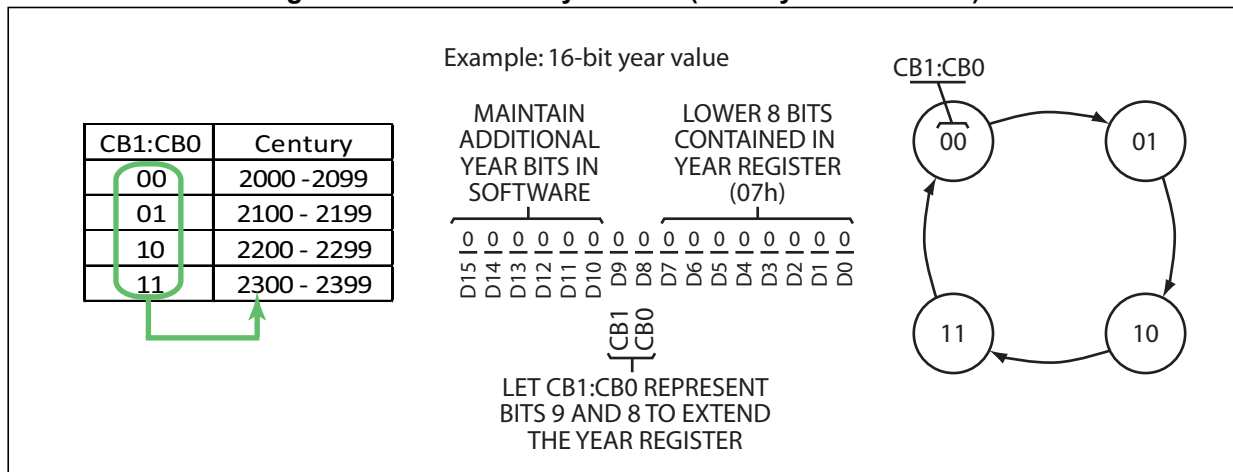 Example: 16-bit year value
CB1:CB0 Century
00 2000 -2099
01 2100 - 2199
10 2200 - 2299
11 2300 - 2399
MAINTAIN
ADDITIONAL
YEAR BITS IN
SOFTWARE
LOWER 8 BITS
CONTAINED IN
YEAR REGISTER
(07h)
0 0 0 0 0 0 0 0 0 0 0 0 0 0 0 0
D15 D14 D13 D12 D11 D10 D9 D8 D7 D6 D5 D4 D3 D2 D1 D0
CB1 CB0
LET CB1:CB0 REPRESENT
BITS 9 AND 8 TO EXTEND
THE YEAR REGISTER
CB1:CB0
00 01
11 10